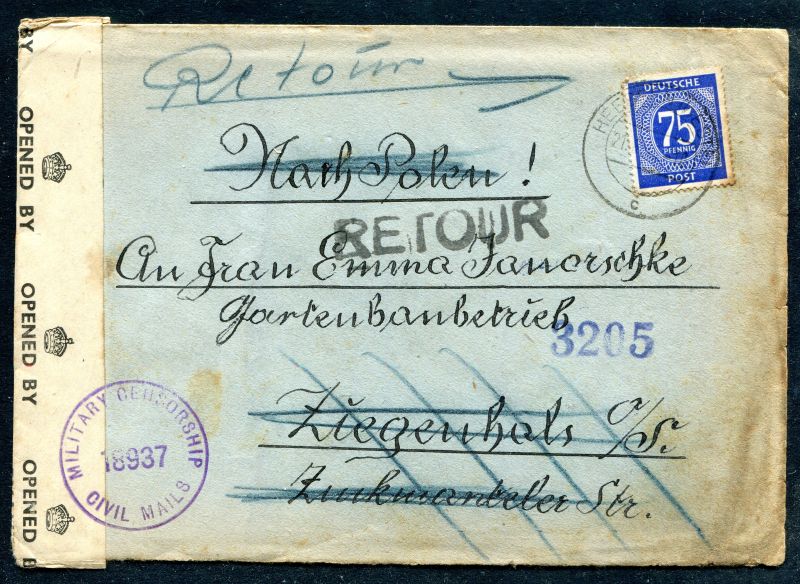 Retour
DEUTSCHE
75
PFENNIG
POST
HER
c
Nach Polen!
RETOUR
An Frau Emma Janorschke
Gartenbaubetrieb
3205
Ziegenhals O/S.
Zuckmanteler Str.
BY
OPENED BY
OPENED BY
OPENED B
MILITARY CENSORSHIP
18937
CIVIL MAILS